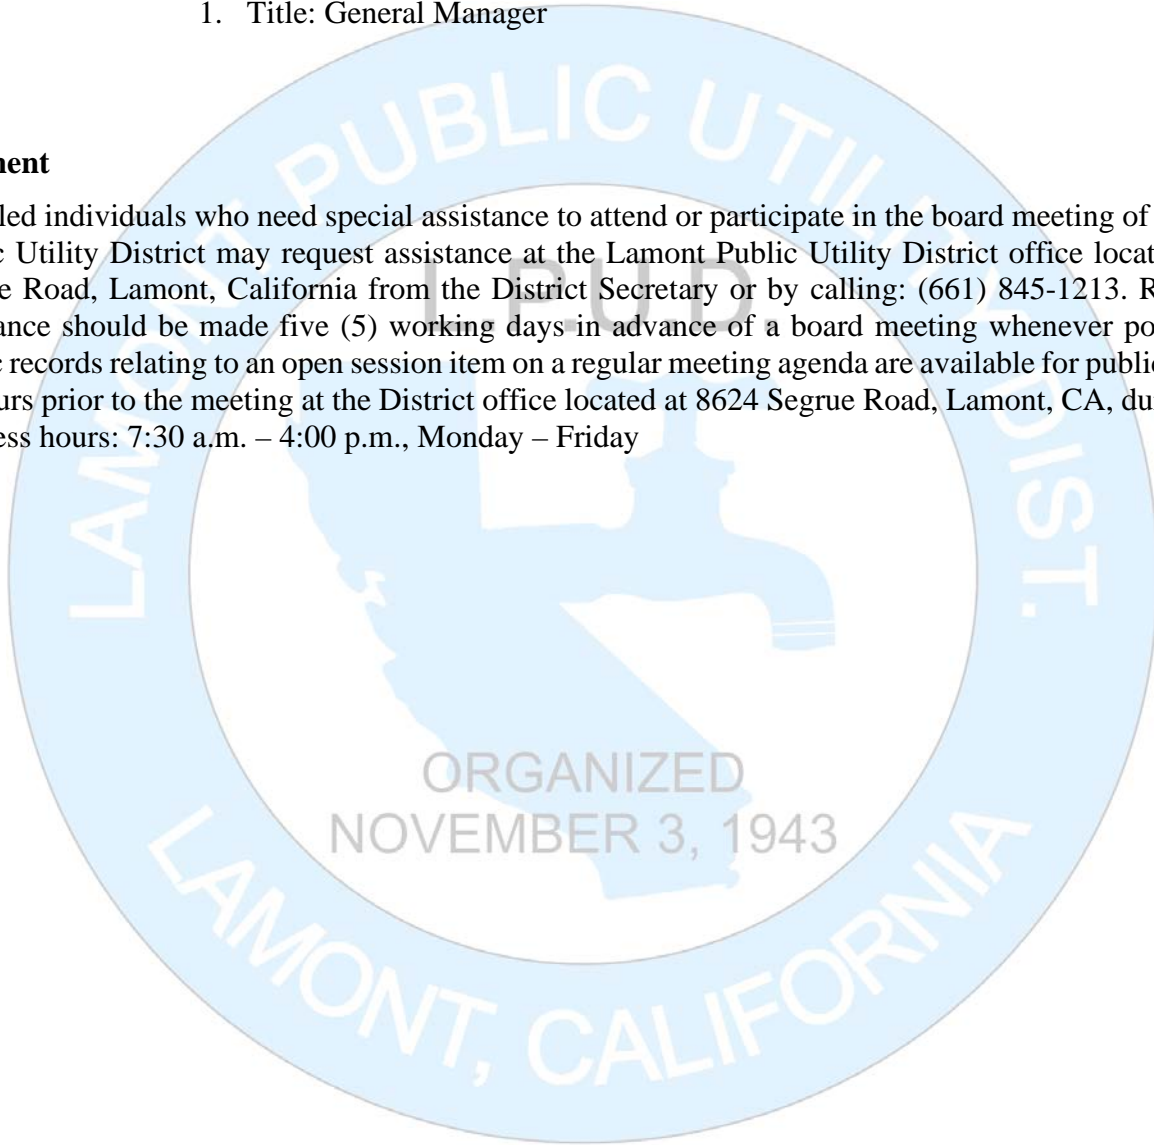 1. Title: General Manager
nent
led individuals who need special assistance to attend or participate in the board meeting of
c Utility District may request assistance at the Lamont Public Utility District office locat
e Road, Lamont, California from the District Secretary or by calling: (661) 845-1213. R
ance should be made five (5) working days in advance of a board meeting whenever po
c records relating to an open session item on a regular meeting agenda are available for public
urs prior to the meeting at the District office located at 8624 Segrue Road, Lamont, CA, du
ess hours: 7:30 a.m. – 4:00 p.m., Monday – Friday
LAMONT PUBLIC UTILITY DIST.
L.P.U.D.
ORGANIZED
NOVEMBER 3, 1943
LAMONT, CALIFORNIA